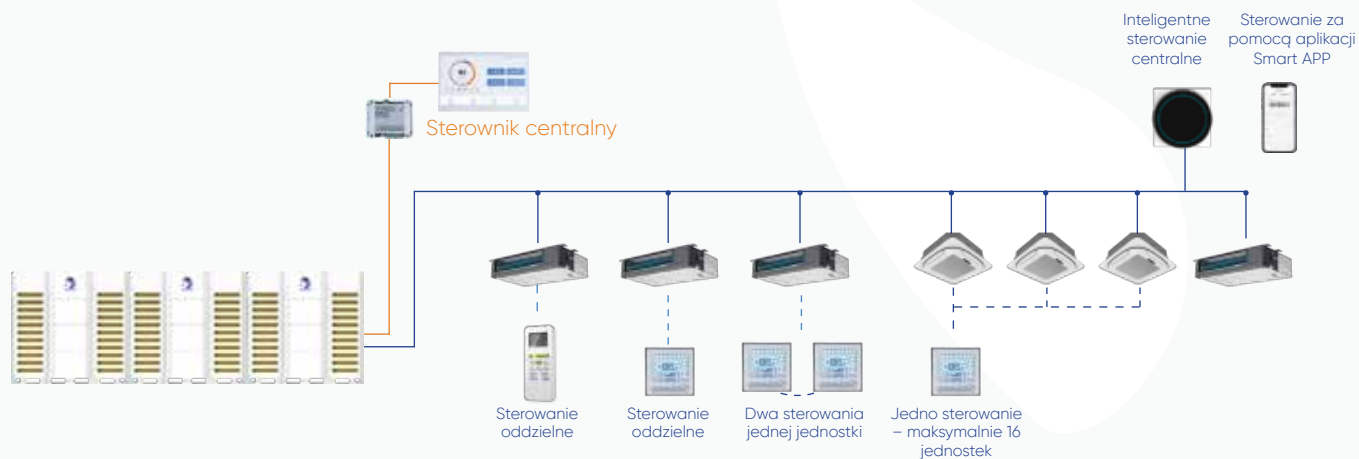 Inteligentne
sterowanie
centralne
Sterowanie za
pomocą aplikacji
Smart APP
Sterownik centralny
Sterowanie
oddzielne
Sterowanie
oddzielne
Dwa sterowania
jednej jednostki
Jedno sterowanie
– maksymalnie 16
jednostek